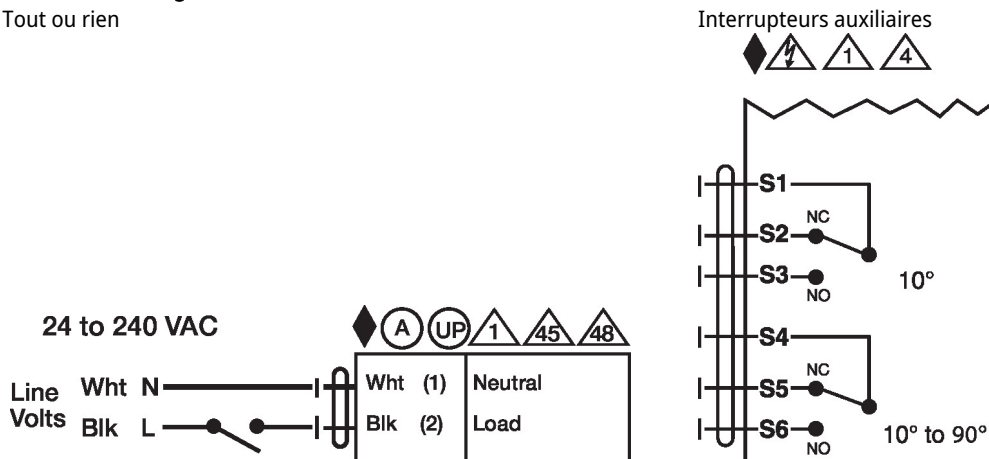 Tout ou rien
24 to 240 VAC
A UP 1 45 48
Line Volts
Wht N
Blk L
Wht (1) Neutral
Blk (2) Load
Interrupteurs auxiliaires
1 4
S1
S2 NC
S3 NO
10°
S4
S5 NC
S6 NO
10° to 90°